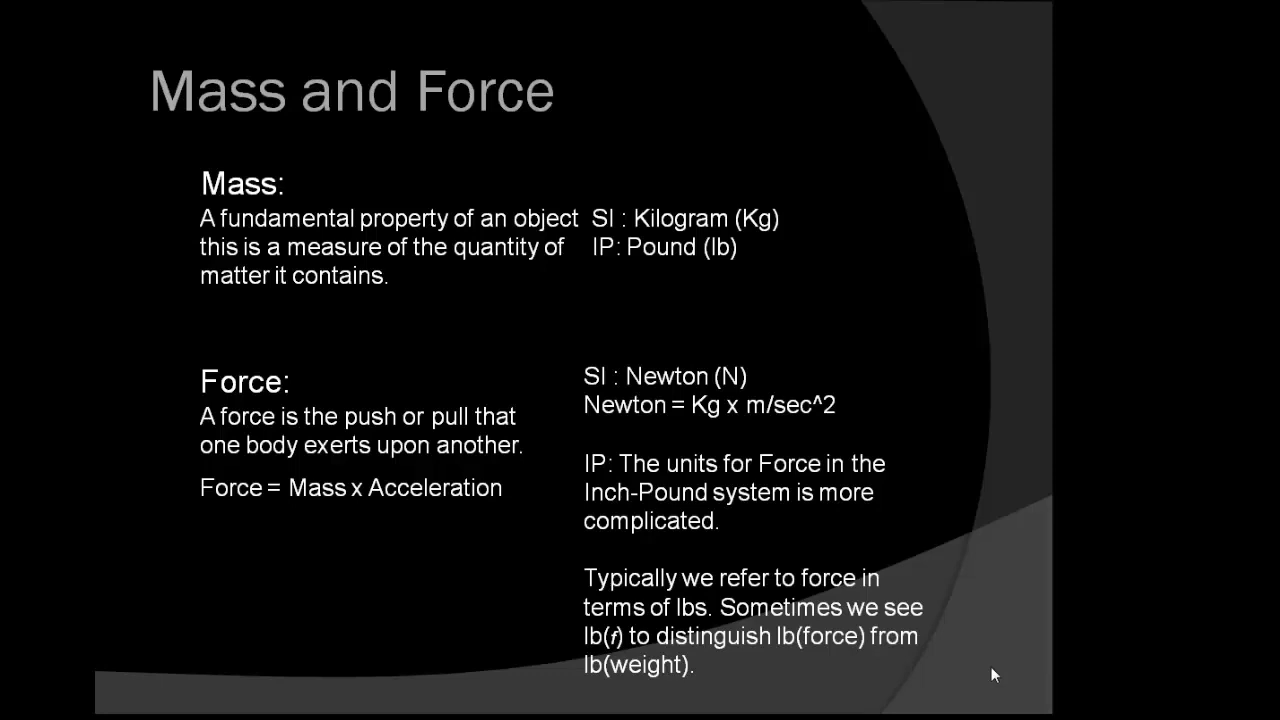 Mass and Force
Mass:
A fundamental property of an object
this is a measure of the quantity of
matter it contains.
SI : Kilogram (Kg)
IP: Pound (lb)
Force:
A force is the push or pull that
one body exerts upon another.
Force = Mass x Acceleration
SI : Newton (N)
Newton = Kg x m/sec^2
IP: The units for Force in the
Inch-Pound system is more
complicated.
Typically we refer to force in
terms of lbs. Sometimes we see
lb(f) to distinguish lb(force) from
lb(weight).